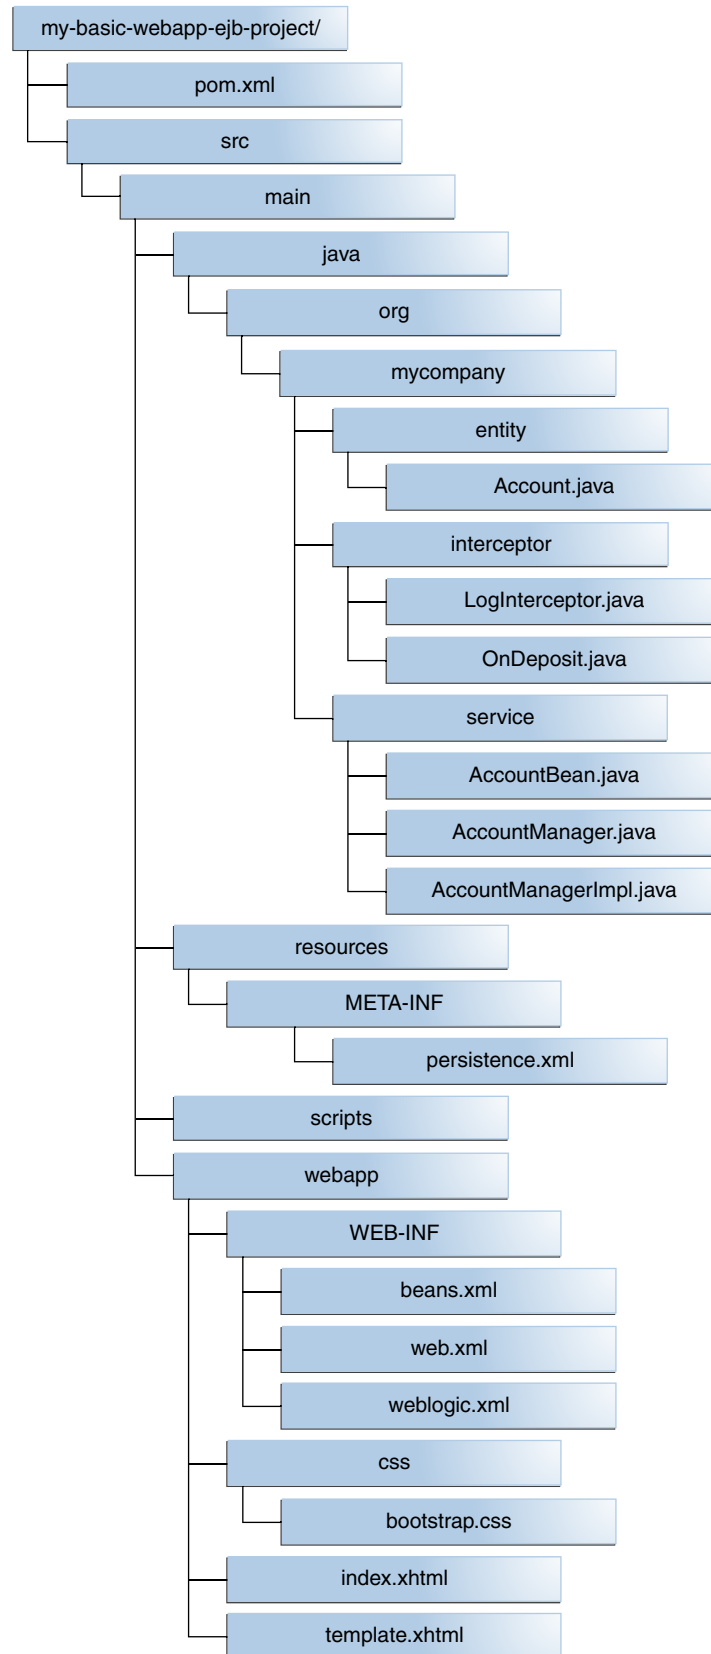 my-basic-webapp-ejb-project/
pom.xml
src
main
java
org
mycompany
entity
Account.java
interceptor
LogInterceptor.java
OnDeposit.java
service
AccountBean.java
AccountManager.java
AccountManagerImpl.java
resources
META-INF
persistence.xml
scripts
webapp
WEB-INF
beans.xml
web.xml
weblogic.xml
css
bootstrap.css
index.xhtml
template.xhtml